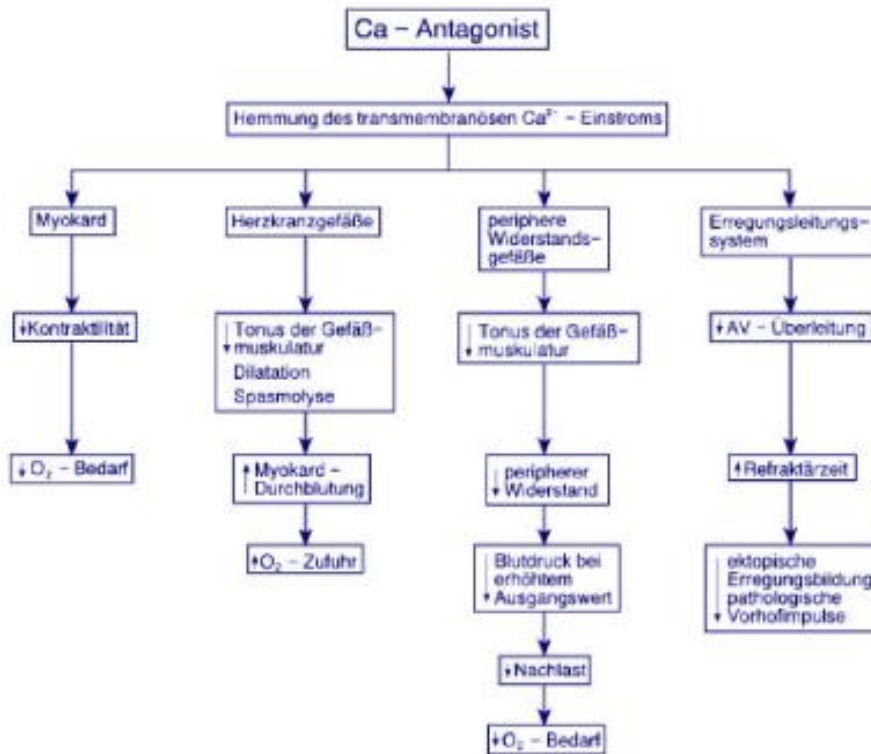 Ca – Antagonist
Hemmung des transmembranösen Ca²⁺ – Einstroms
Myokard
↓Kontraktilität
↓O₂ – Bedarf
Herzkranzgefäße
↓Tonus der Gefäß–
muskulatur
Dilatation
Spasmolyse
↑Myokard –
Durchblutung
↑O₂ – Zufuhr
periphere
Widerstands–
gefäße
↓Tonus der Gefäß–
muskulatur
↓peripherer
Widerstand
↓Blutdruck bei
erhöhtem
Ausgangswert
↓Nachlast
↓O₂ – Bedarf
Erregungsleitungs–
system
↓AV – Überleitung
↑Refraktärzeit
↓ektopische
Erregungsbildung
pathologische
Vorhofimpulse